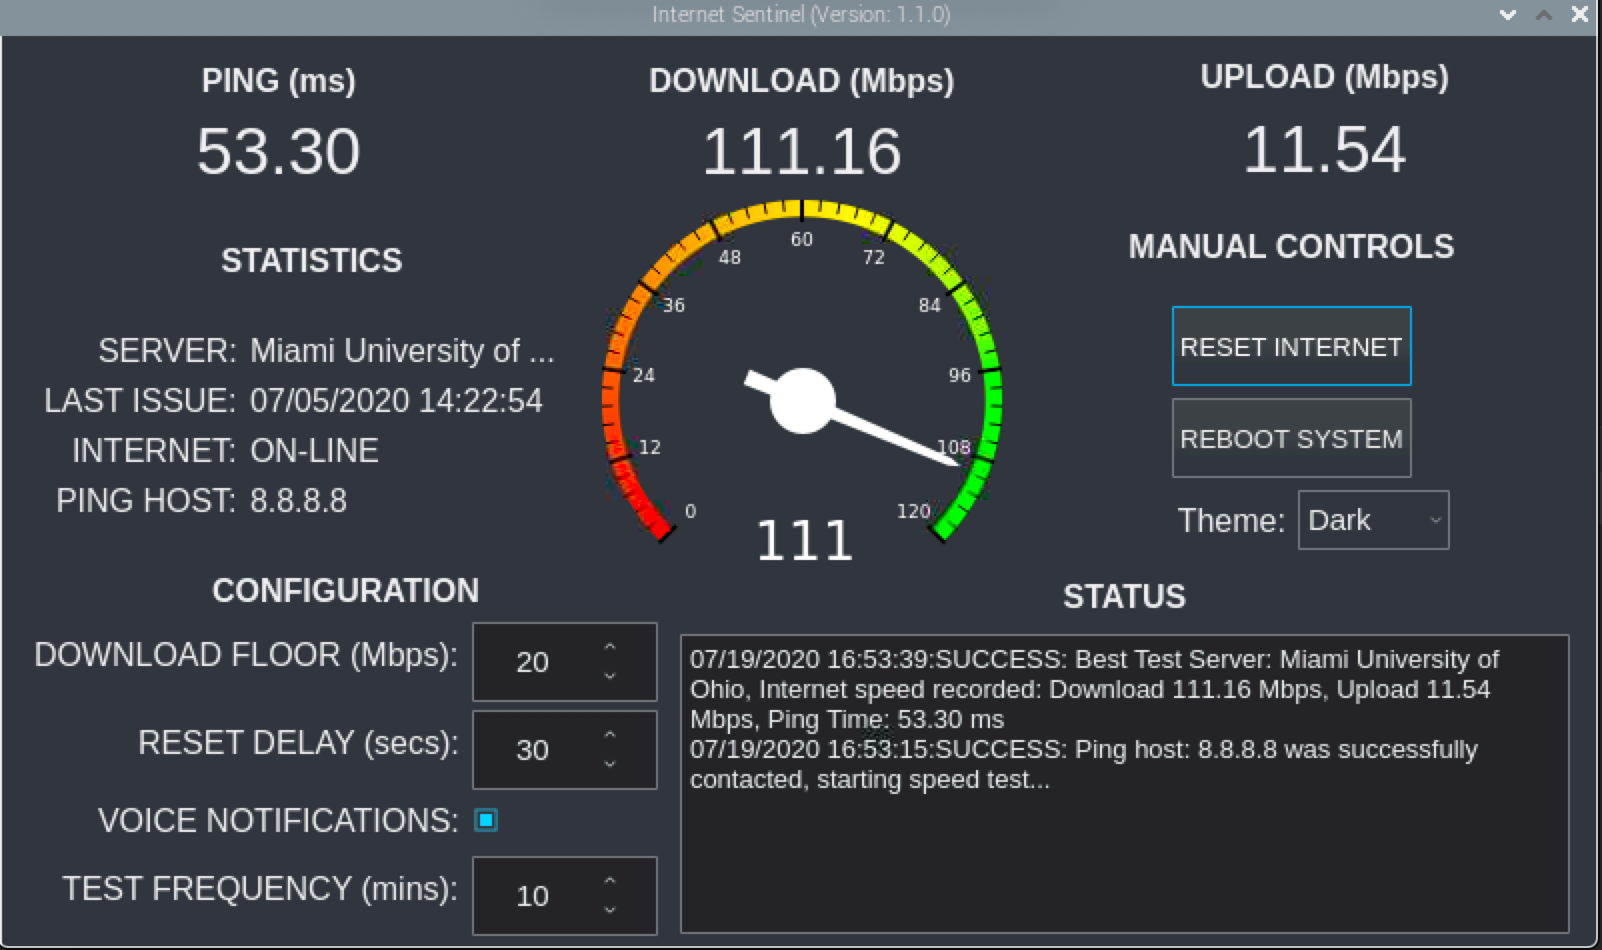 Internet Sentinel (Version: 1.1.0)
PING (ms)
53.30
DOWNLOAD (Mbps)
111.16
UPLOAD (Mbps)
11.54
STATISTICS
SERVER: Miami University of ...
LAST ISSUE: 07/05/2020 14:22:54
INTERNET: ON-LINE
PING HOST: 8.8.8.8
0
12
24
36
48
60
72
84
96
108
120
111
MANUAL CONTROLS
RESET INTERNET
REBOOT SYSTEM
Theme: Dark
CONFIGURATION
DOWNLOAD FLOOR (Mbps): 20
RESET DELAY (secs): 30
VOICE NOTIFICATIONS:
TEST FREQUENCY (mins): 10
STATUS
07/19/2020 16:53:39:SUCCESS: Best Test Server: Miami University of
Ohio, Internet speed recorded: Download 111.16 Mbps, Upload 11.54
Mbps, Ping Time: 53.30 ms
07/19/2020 16:53:15:SUCCESS: Ping host: 8.8.8.8 was successfully
contacted, starting speed test...